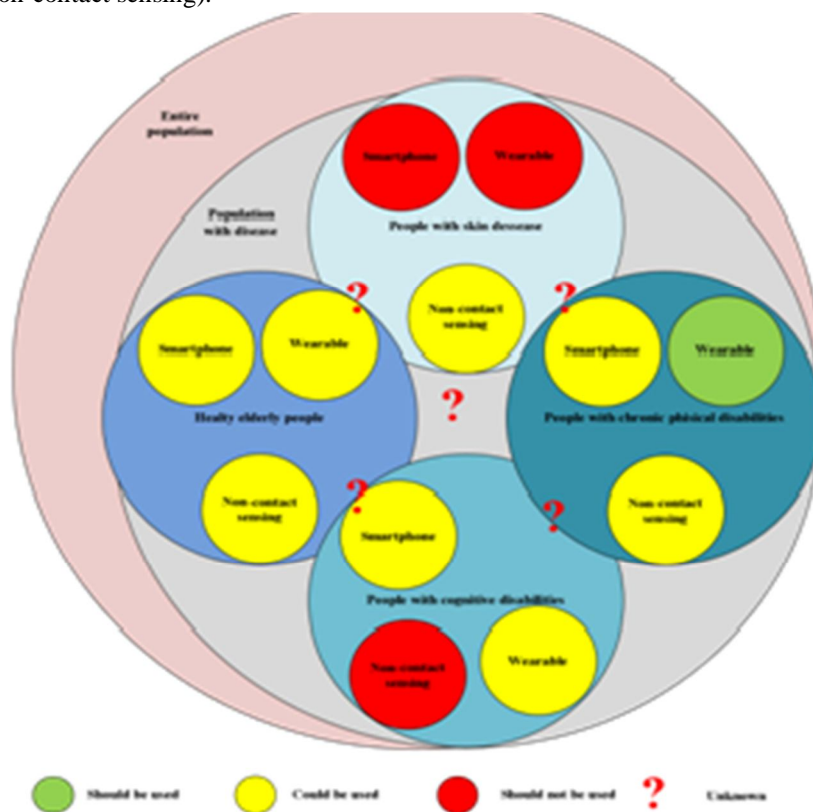 on-contact sensing).
Entire
population
Population
with disease
Smartphone
Wearable
People with skin dessease
Non-contact
sensing
?
?
Smartphone
Wearable
Healty elderly people
Non-contact
sensing
?
Smartphone
Wearable
People with chronic phisical disabilities
Non-contact
sensing
?
?
Smartphone
People with cognitive disabilities
Non-contact
sensing
Wearable
Should be used
Could be used
Should not be used
?
Unknown